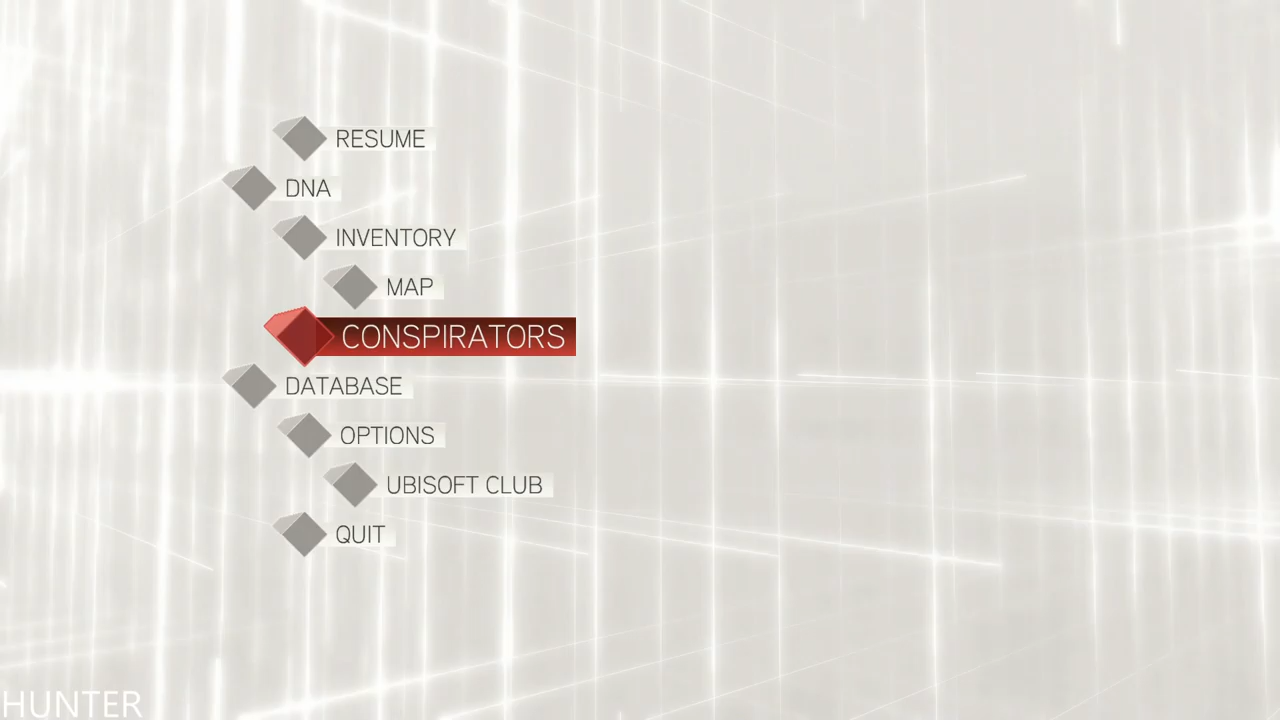 RESUME
DNA
INVENTORY
MAP
CONSPIRATORS
DATABASE
OPTIONS
UBISOFT CLUB
QUIT
HUNTER